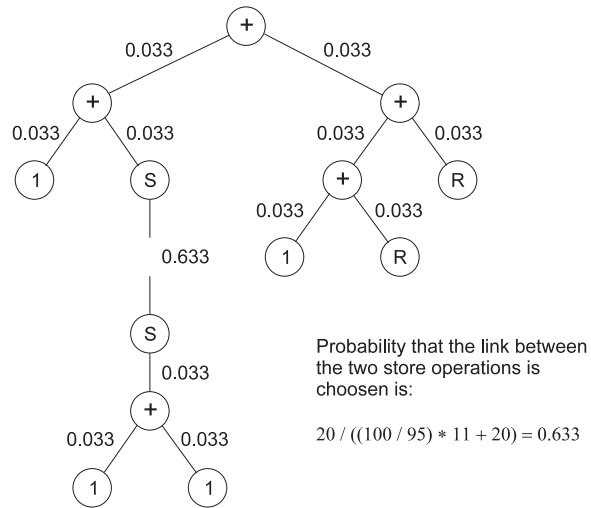 +
0.033 0.033
+ +
0.033 0.033 0.033 0.033
1 S + R
0.033 0.033
0.633 1 R
S
0.033
+
0.033 0.033
1 1
Probability that the link between
the two store operations is
choosen is:
20 / ((100 / 95) * 11 + 20) = 0.633